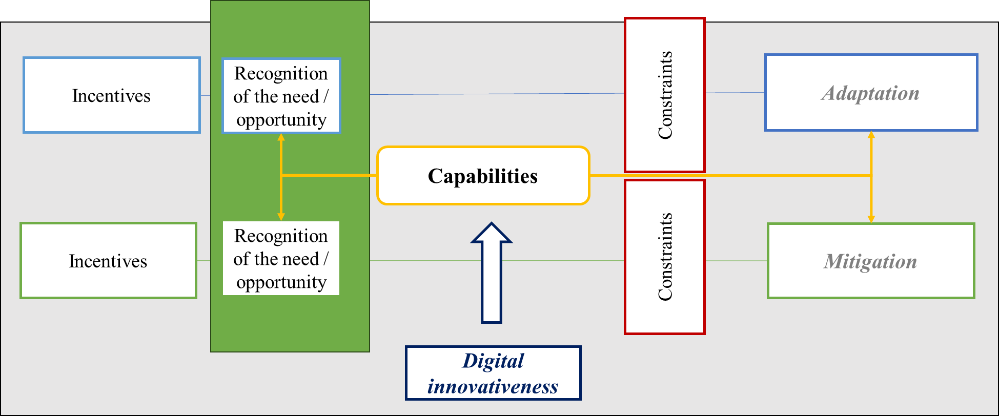 Incentives
Recognition
of the need /
opportunity
Constraints
Adaptation
Capabilities
Incentives
Recognition
of the need /
opportunity
Constraints
Mitigation
Digital
innovativeness